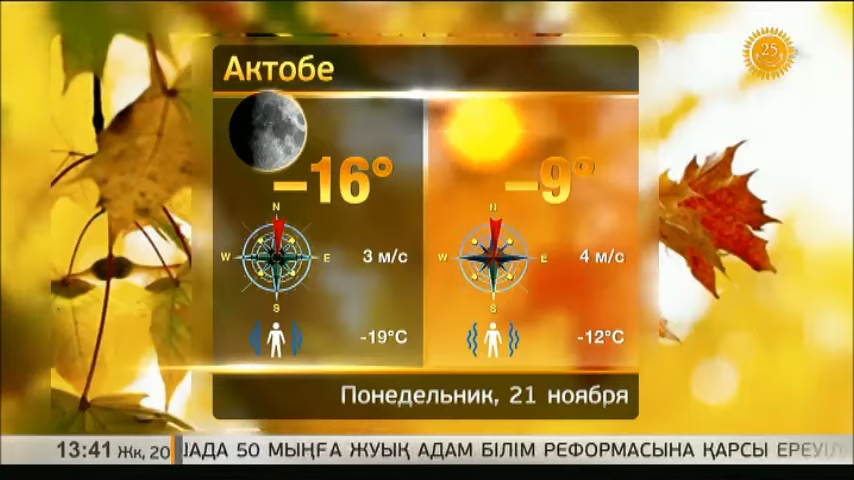 Актобе
25
–16°
–9°
N
W E
S
3 м/с
N
W E
S
4 м/с
-19°C
-12°C
Понедельник, 21 ноября
13:41 Жк, 20 ШАДА 50 МЫҢҒА ЖУЫҚ АДАМ БІЛІМ РЕФОРМАСЫНА ҚАРСЫ ЕРЕУІЛ